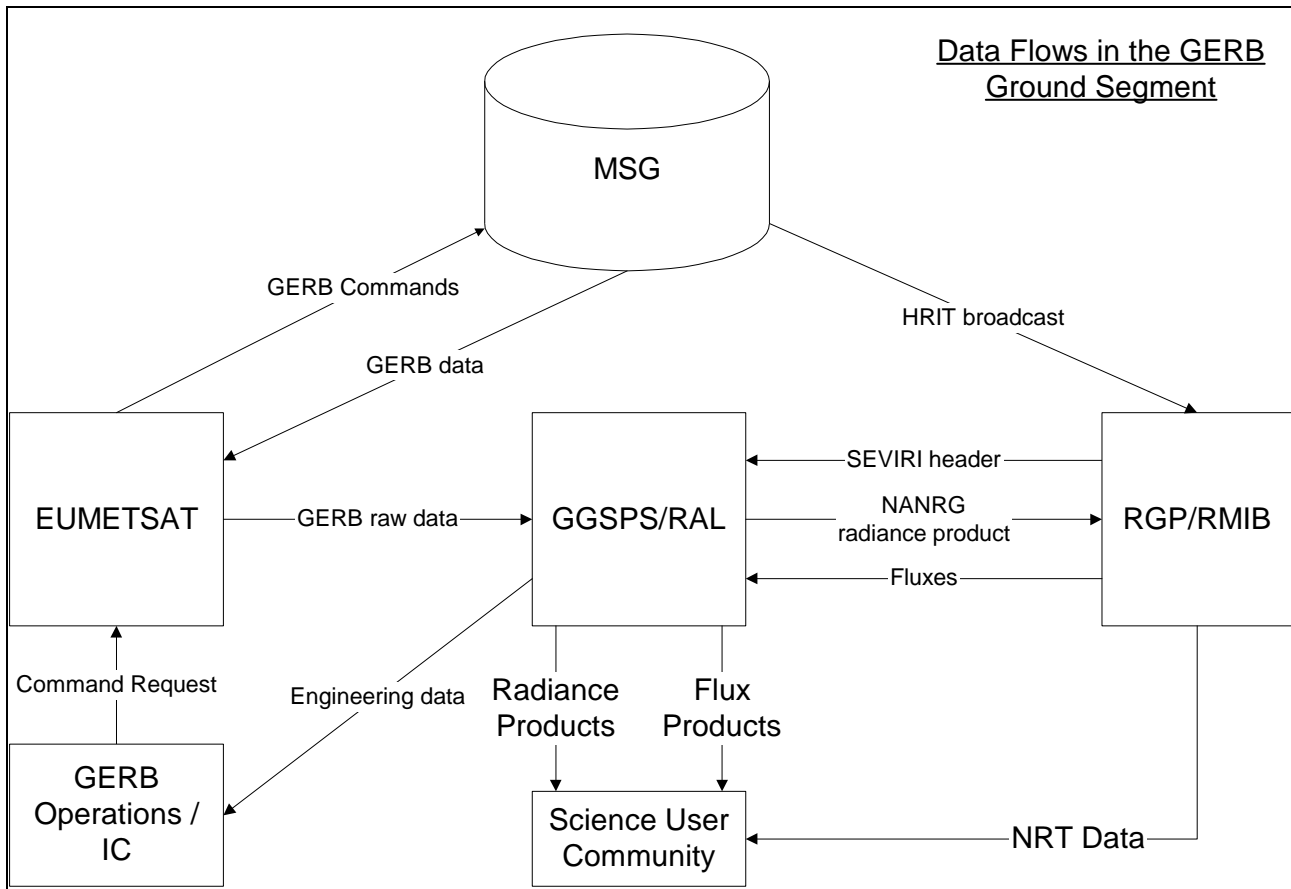 Data Flows in the GERB
Ground Segment
MSG
GERB Commands
HRIT broadcast
GERB data
SEVIRI header
EUMETSAT
GERB raw data
GGSPS/RAL
NANRG
radiance product
RGP/RMIB
Fluxes
Command Request
Engineering data
Radiance
Products
Flux
Products
GERB
Operations /
IC
Science User
Community
NRT Data